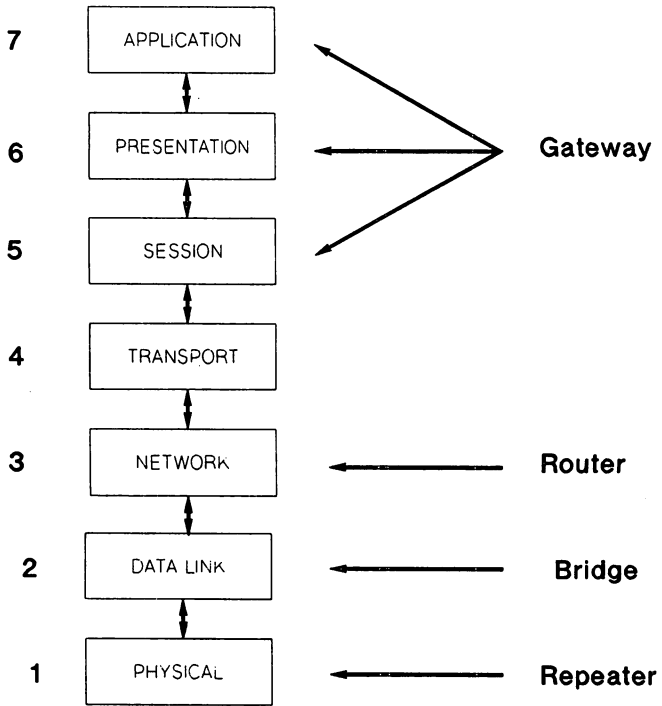 7 APPLICATION
6 PRESENTATION Gateway
5 SESSION
4 TRANSPORT
3 NETWORK Router
2 DATA LINK Bridge
1 PHYSICAL Repeater